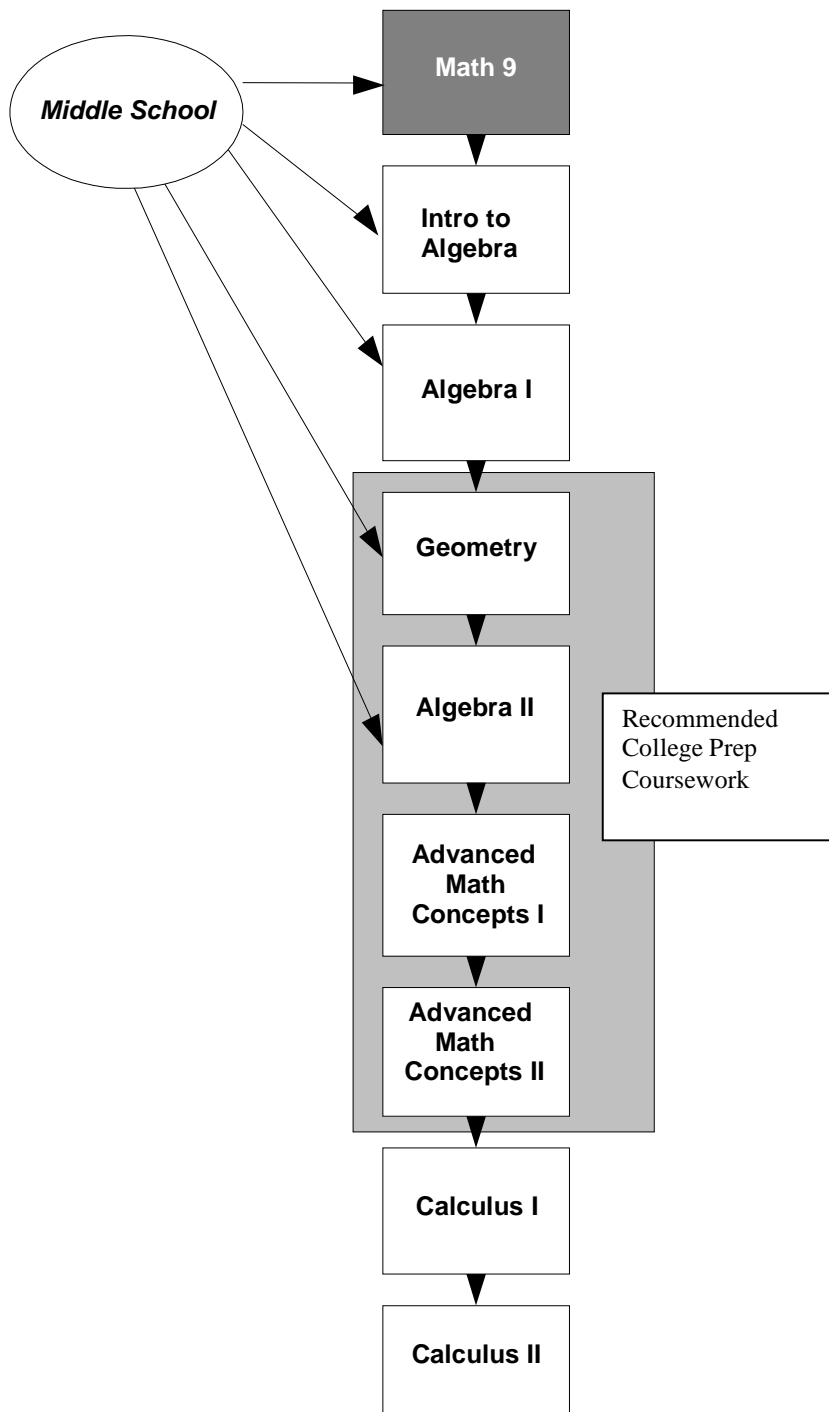 Math 9
Middle School
Intro to
Algebra
Algebra I
Geometry
Algebra II
Recommended
College Prep
Coursework
Advanced
Math
Concepts I
Advanced
Math
Concepts II
Calculus I
Calculus II